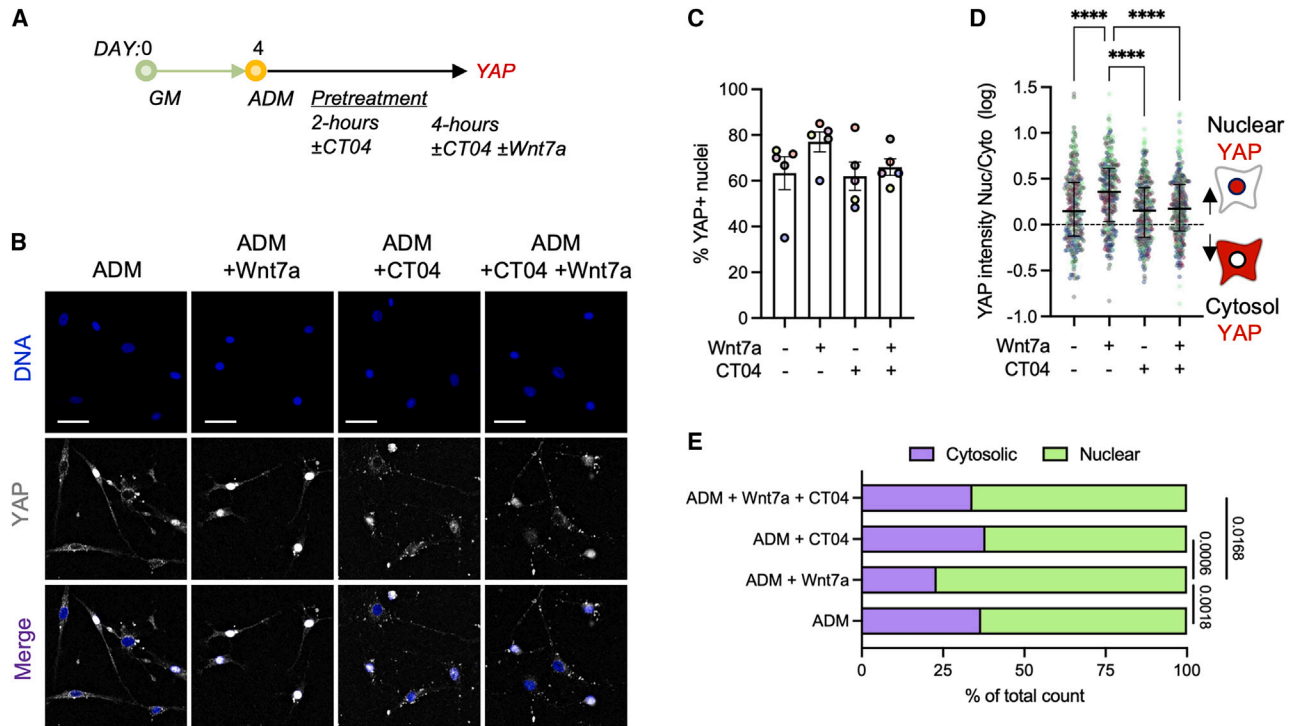 A
DAY:0 4
YAP
GM ADM Pretreatment
2-hours 4-hours
±CT04 ±CT04 ±Wnt7a
B
ADM
ADM
+Wnt7a
ADM
+CT04
ADM
+CT04 +Wnt7a
DNA
YAP
Merge
C
% YAP+ nuclei
100
80
60
40
20
0
Wnt7a - + - +
CT04 - - + +
D
**** ****
****
YAP intensity Nuc/Cyto (log)
1.5
1.0
0.5
0.0
-0.5
-1.0
Nuclear
YAP
Cytosol
YAP
Wnt7a - + - +
CT04 - - + +
E
Cytosolic Nuclear
ADM + Wnt7a + CT04
ADM + CT04
ADM + Wnt7a
ADM
0.0168
0.0006
0.0018
0 25 50 75 100
% of total count